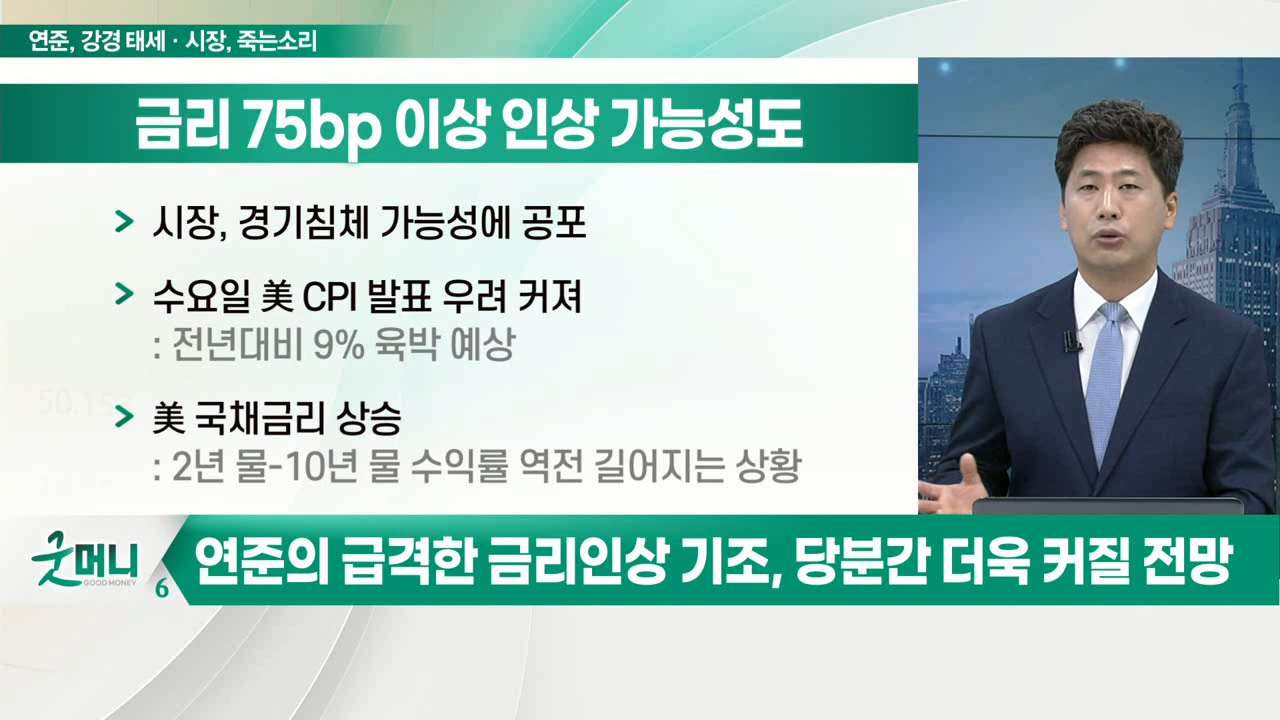 연준, 강경 태세 · 시장, 죽는소리
금리 75bp 이상 인상 가능성도
> 시장, 경기침체 가능성에 공포
> 수요일 美 CPI 발표 우려 커져
: 전년대비 9% 육박 예상
> 美 국채금리 상승
: 2년 물-10년 물 수익률 역전 길어지는 상황
굿머니
GOOD MONEY
6
연준의 급격한 금리인상 기조, 당분간 더욱 커질 전망